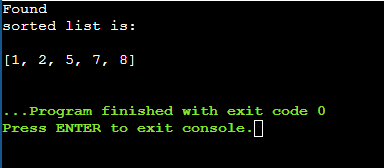 Found
sorted list is:
[1, 2, 5, 7, 8]
...Program finished with exit code 0
Press ENTER to exit console.